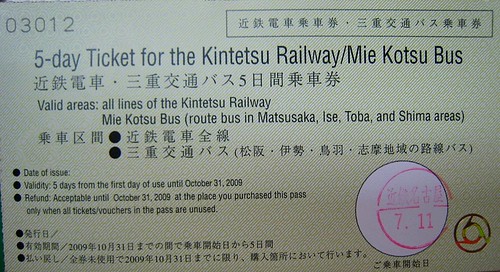 03012
近鉄電車乗車券・三重交通バス乗車券
5-day Ticket for the Kintetsu Railway/Mie Kotsu Bus
近鉄電車・三重交通バス5日間乗車券
Valid areas: all lines of the Kintetsu Railway
Mie Kotsu Bus (route bus in Matsusaka, Ise, Toba, and Shima areas)
乗車区間 ●近鉄電車全線
●三重交通バス(松阪・伊勢・鳥羽・志摩地域の路線バス)
● Date of issue:
● Validity: 5 days from the first day of use until October 31, 2009
● Refund: Acceptable until October 31, 2009 at the place you purchased this pass
only when all tickets/vouchers in the pass are unused.
●発行日/
●有効期間/2009年10月31日までの間で乗車開始日から5日間
●払い戻し/全券未使用で2009年10月31日までに限り、購入箇所において行います。
近鉄名古屋
7.11
ご乗車開始日